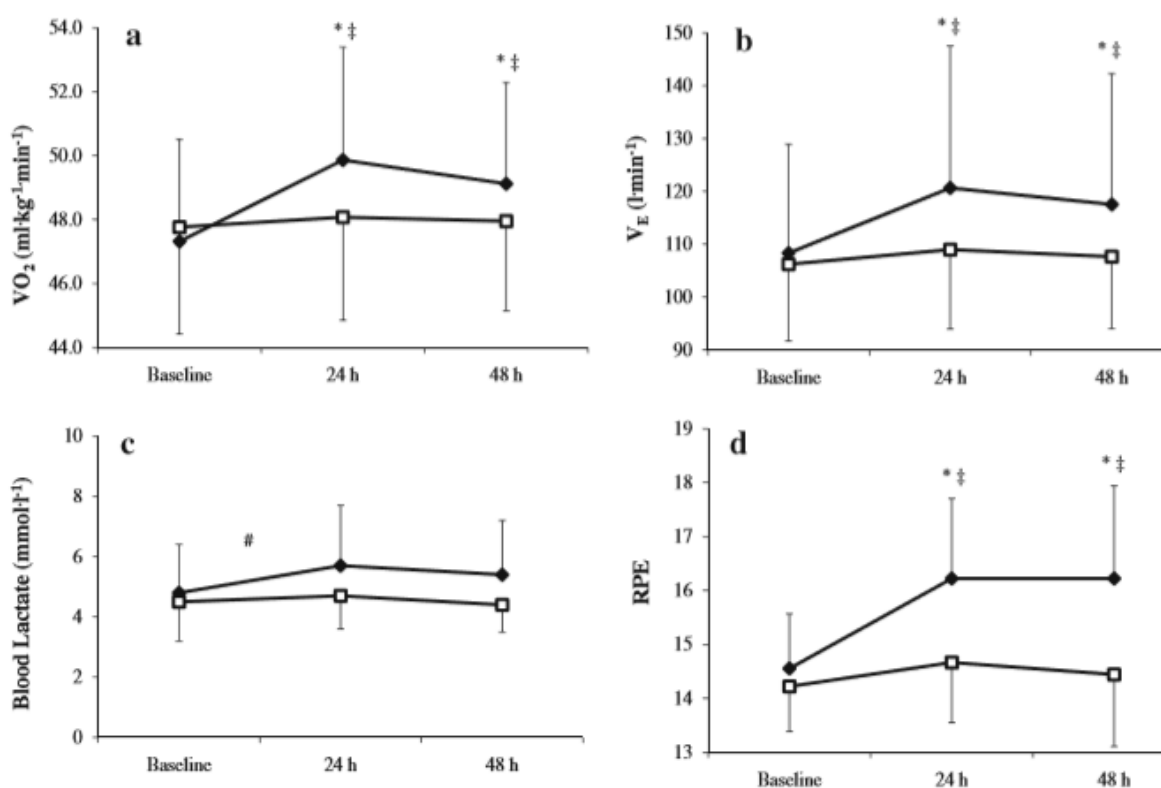 a
* ‡
* ‡
54.0
52.0
50.0
48.0
46.0
44.0
VO₂ (ml·kg⁻¹·min⁻¹)
Baseline
24 h
48 h
b
* ‡
* ‡
150
140
130
120
110
100
90
V_E (l·min⁻¹)
Baseline
24 h
48 h
c
#
10
8
6
4
2
0
Blood Lactate (mmol·l⁻¹)
Baseline
24 h
48 h
d
* ‡
* ‡
19
18
17
16
15
14
13
RPE
Baseline
24 h
48 h